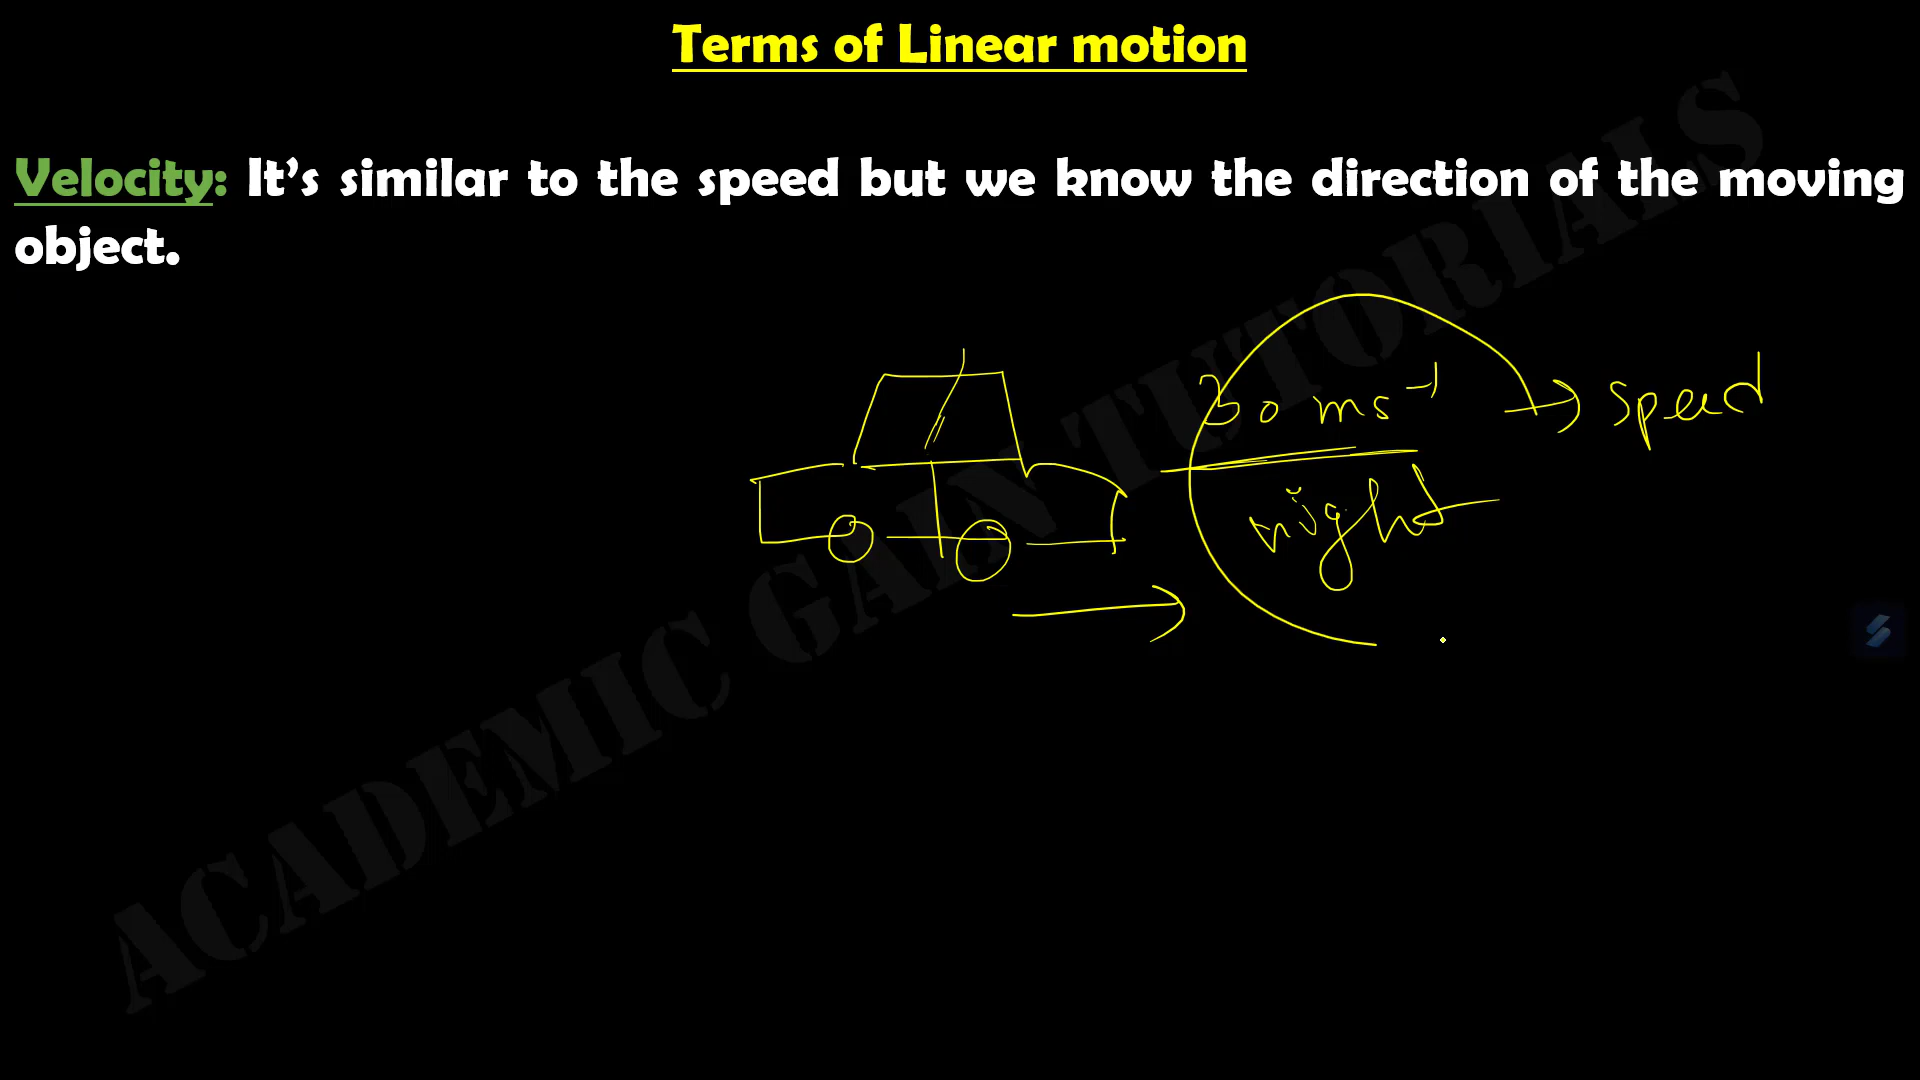 Terms of Linear motion
Velocity: It's similar to the speed but we know the direction of the moving
object.
30 ms⁻¹ → speed
right
ACADEMIC GAIN TUTORIALS